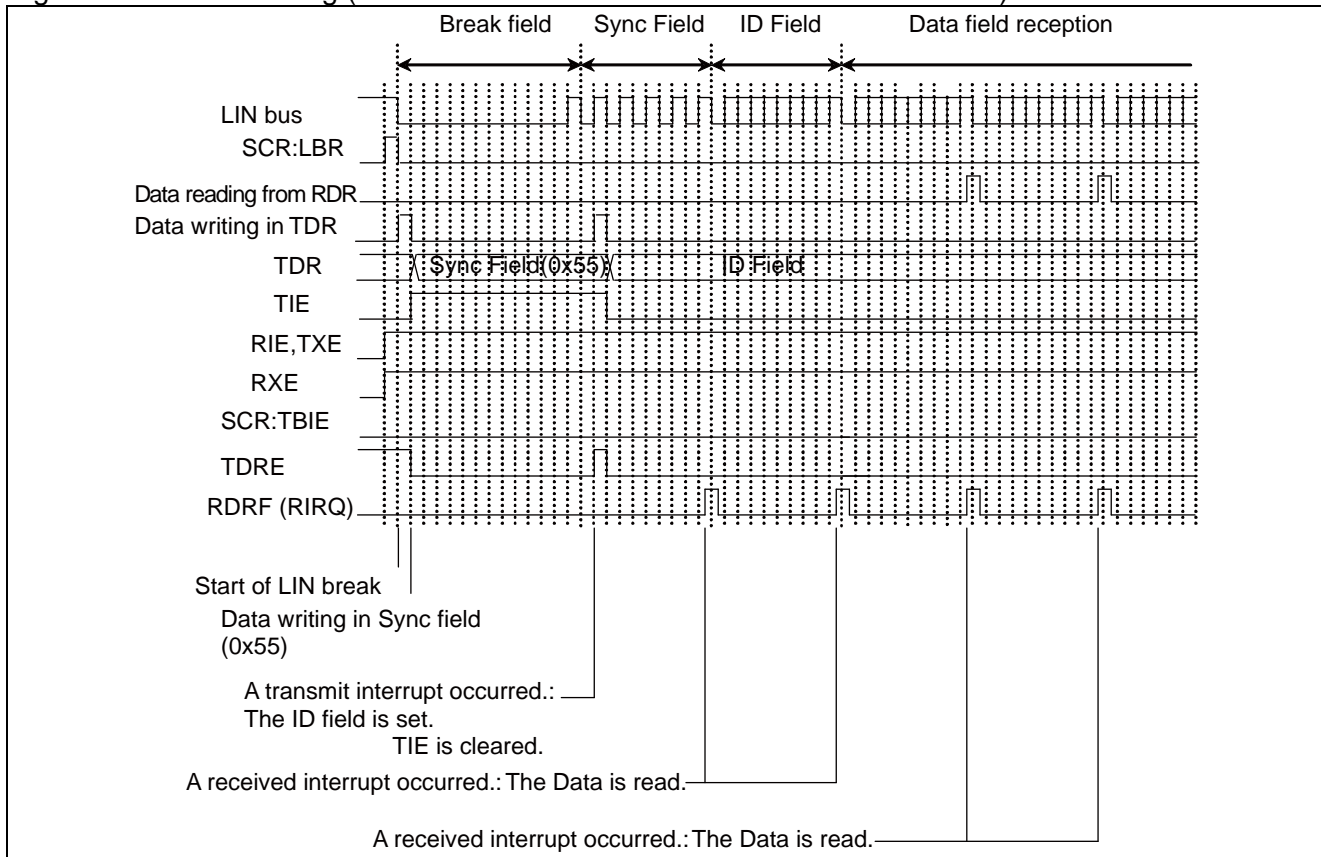 Break field Sync Field ID Field Data field reception
LIN bus
SCR:LBR
Data reading from RDR
Data writing in TDR
TDR Sync Field(0x55) ID Field
TIE
RIE,TXE
RXE
SCR:TBIE
TDRE
RDRF (RIRQ)
Start of LIN break
Data writing in Sync field
(0x55)
A transmit interrupt occurred.:
The ID field is set.
TIE is cleared.
A received interrupt occurred.: The Data is read.
A received interrupt occurred.: The Data is read.